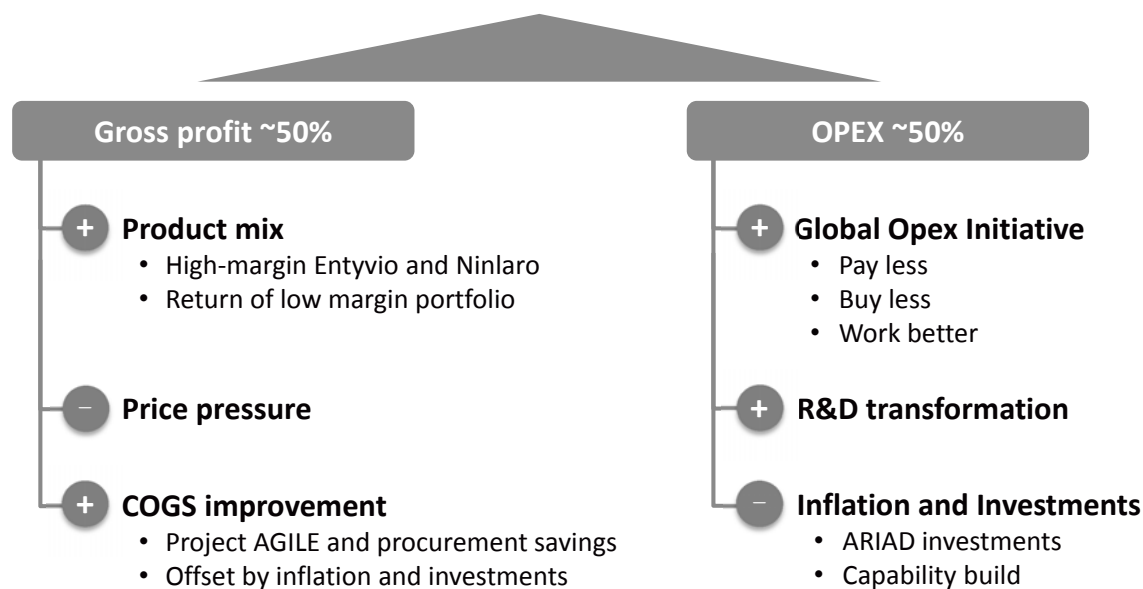 Gross profit ~50%
+ Product mix
• High-margin Entyvio and Ninlaro
• Return of low margin portfolio
− Price pressure
+ COGS improvement
• Project AGILE and procurement savings
• Offset by inflation and investments
OPEX ~50%
+ Global Opex Initiative
• Pay less
• Buy less
• Work better
+ R&D transformation
− Inflation and Investments
• ARIAD investments
• Capability build